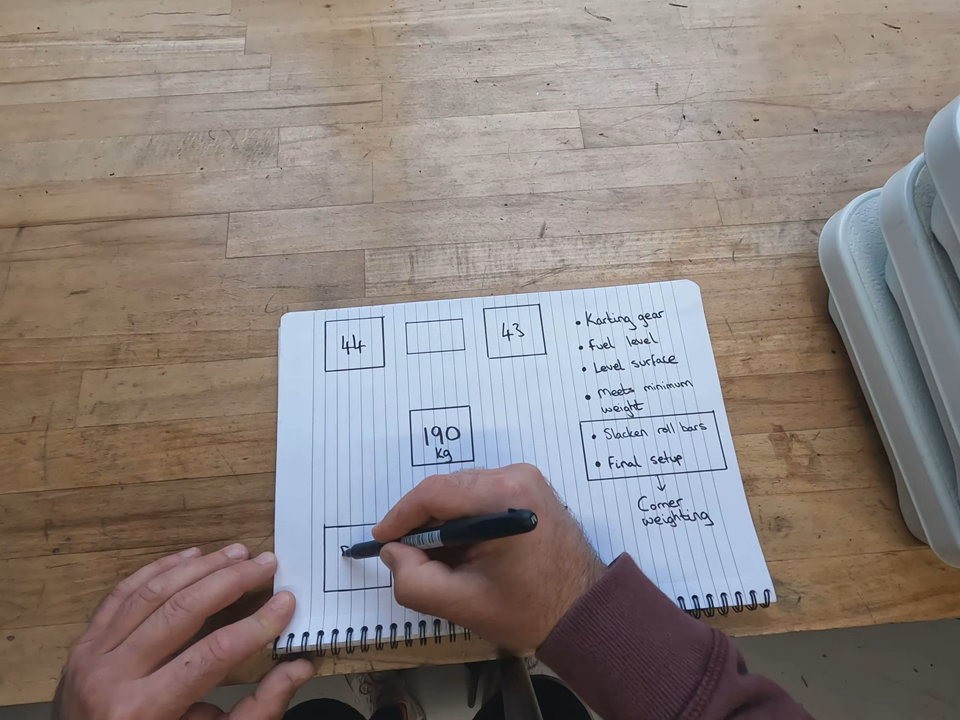 44
43
190
Kg
• Karting gear
• Fuel level
• Level surface
• Meets minimum
weight
• Slacken roll bars
• Final setup
Corner
weighting